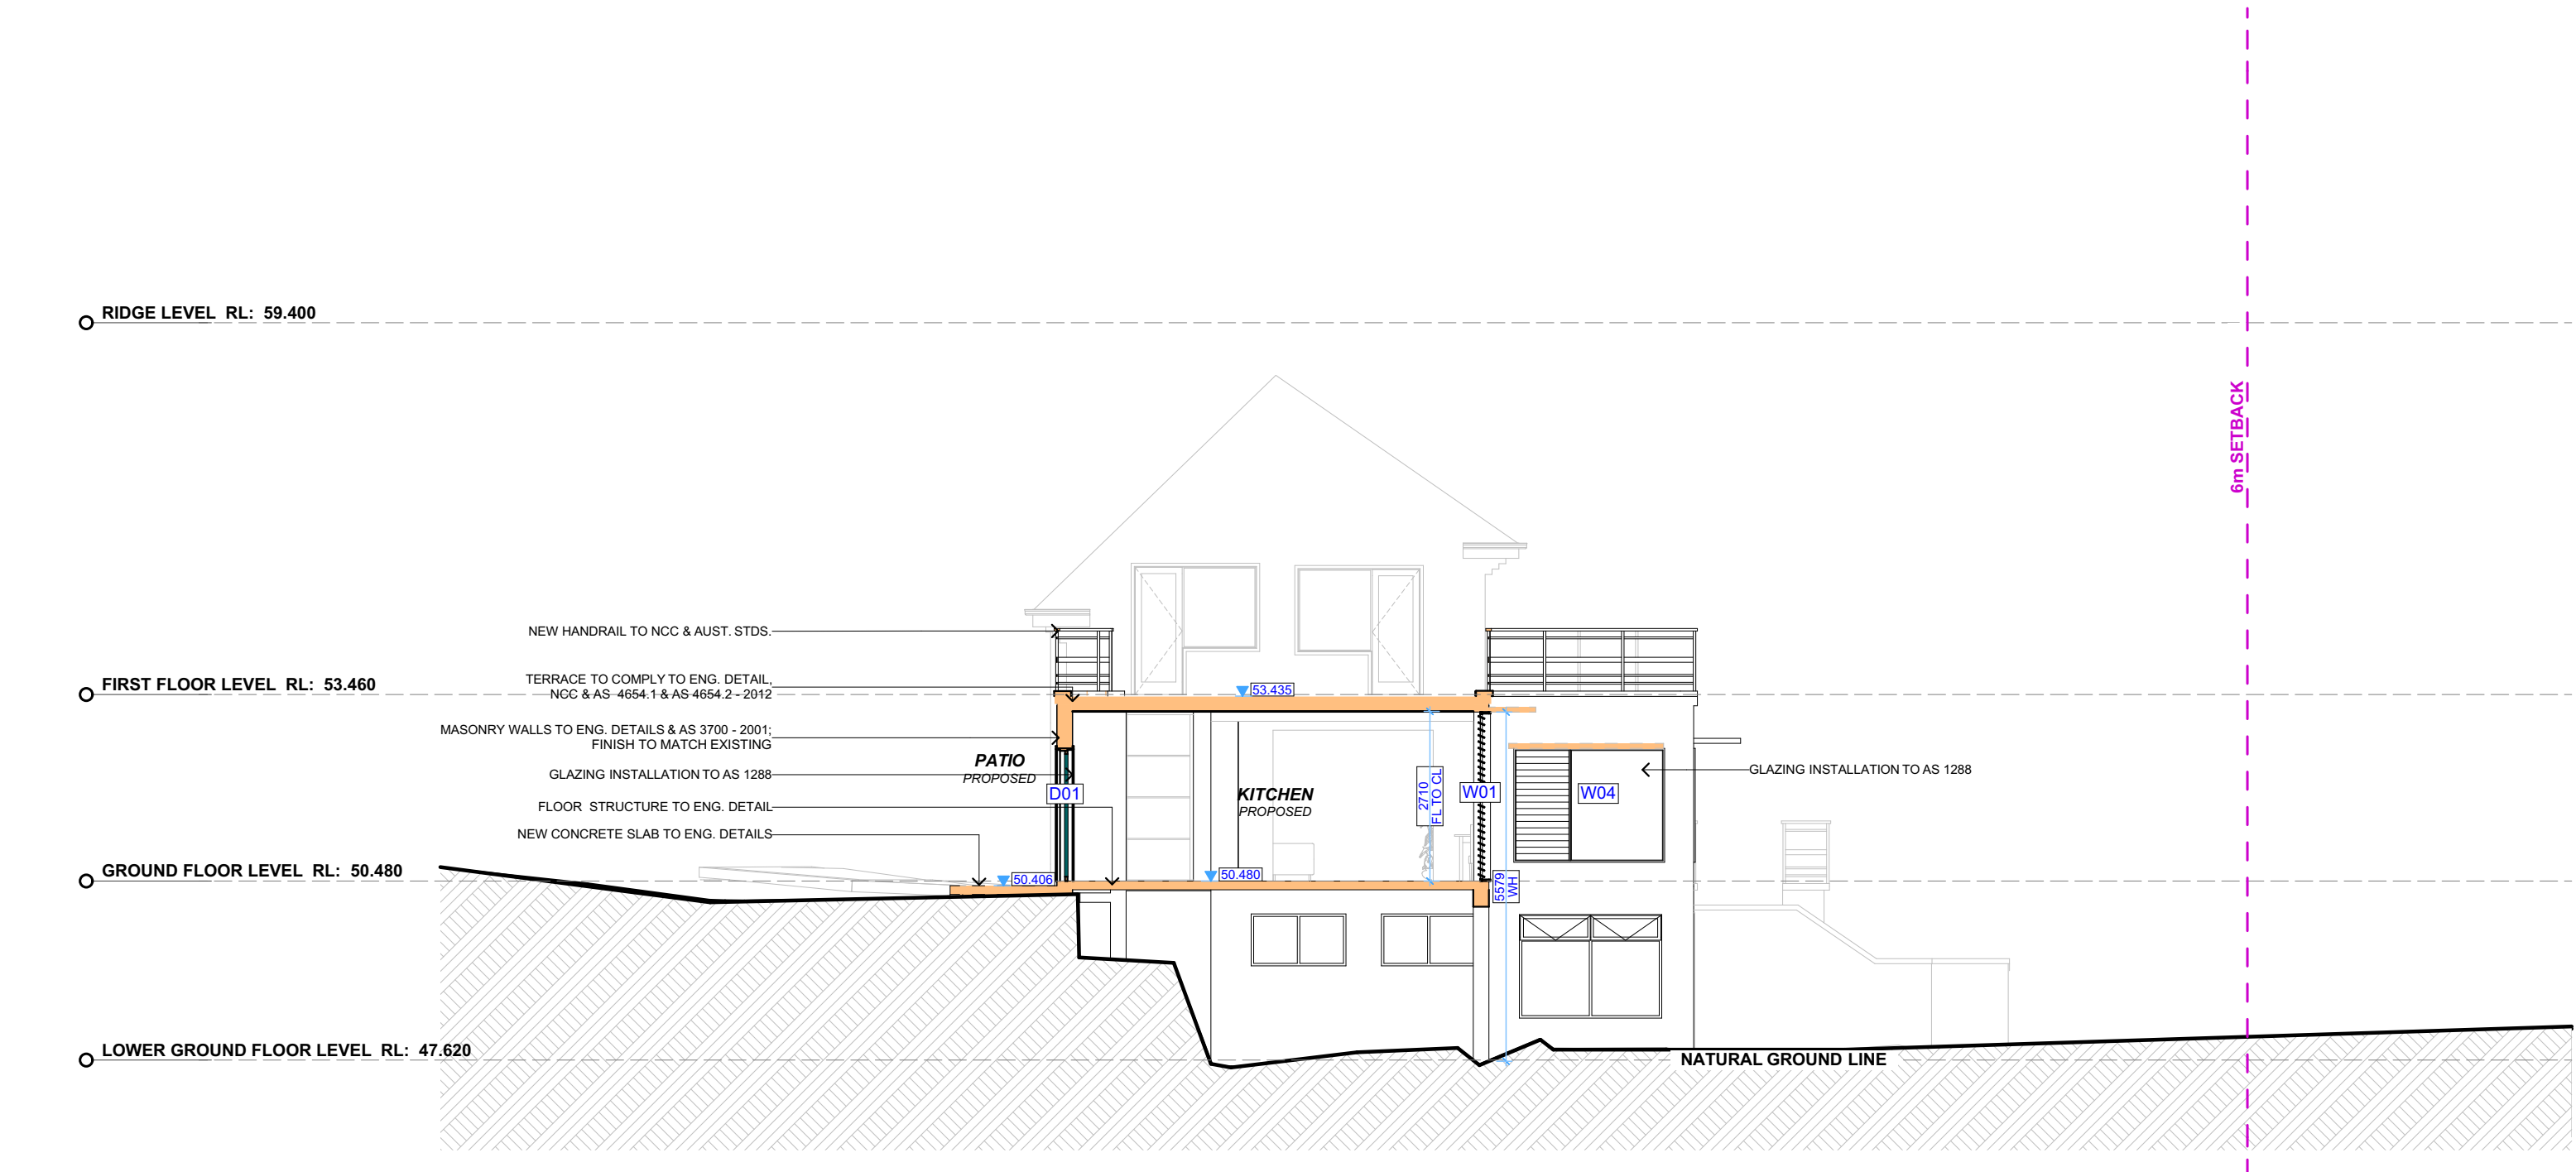 RIDGE LEVEL  RL:  59.400
6m SETBACK
NEW HANDRAIL TO NCC & AUST. STDS.
FIRST FLOOR LEVEL  RL:  53.460
TERRACE TO COMPLY TO ENG. DETAIL,
NCC & AS  4654.1 & AS 4654.2 - 2012
53.435
MASONRY WALLS TO ENG. DETAILS & AS 3700 - 2001;
FINISH TO MATCH EXISTING
PATIO
PROPOSED
GLAZING INSTALLATION TO AS 1288
GLAZING INSTALLATION TO AS 1288
D01
KITCHEN
PROPOSED
2710
FL TO CL
W01
W04
FLOOR  STRUCTURE TO ENG. DETAIL
NEW CONCRETE SLAB TO ENG. DETAILS
GROUND FLOOR LEVEL  RL:  50.480
50.406
50.480
5579
WH
LOWER GROUND FLOOR LEVEL  RL:  47.620
NATURAL GROUND LINE